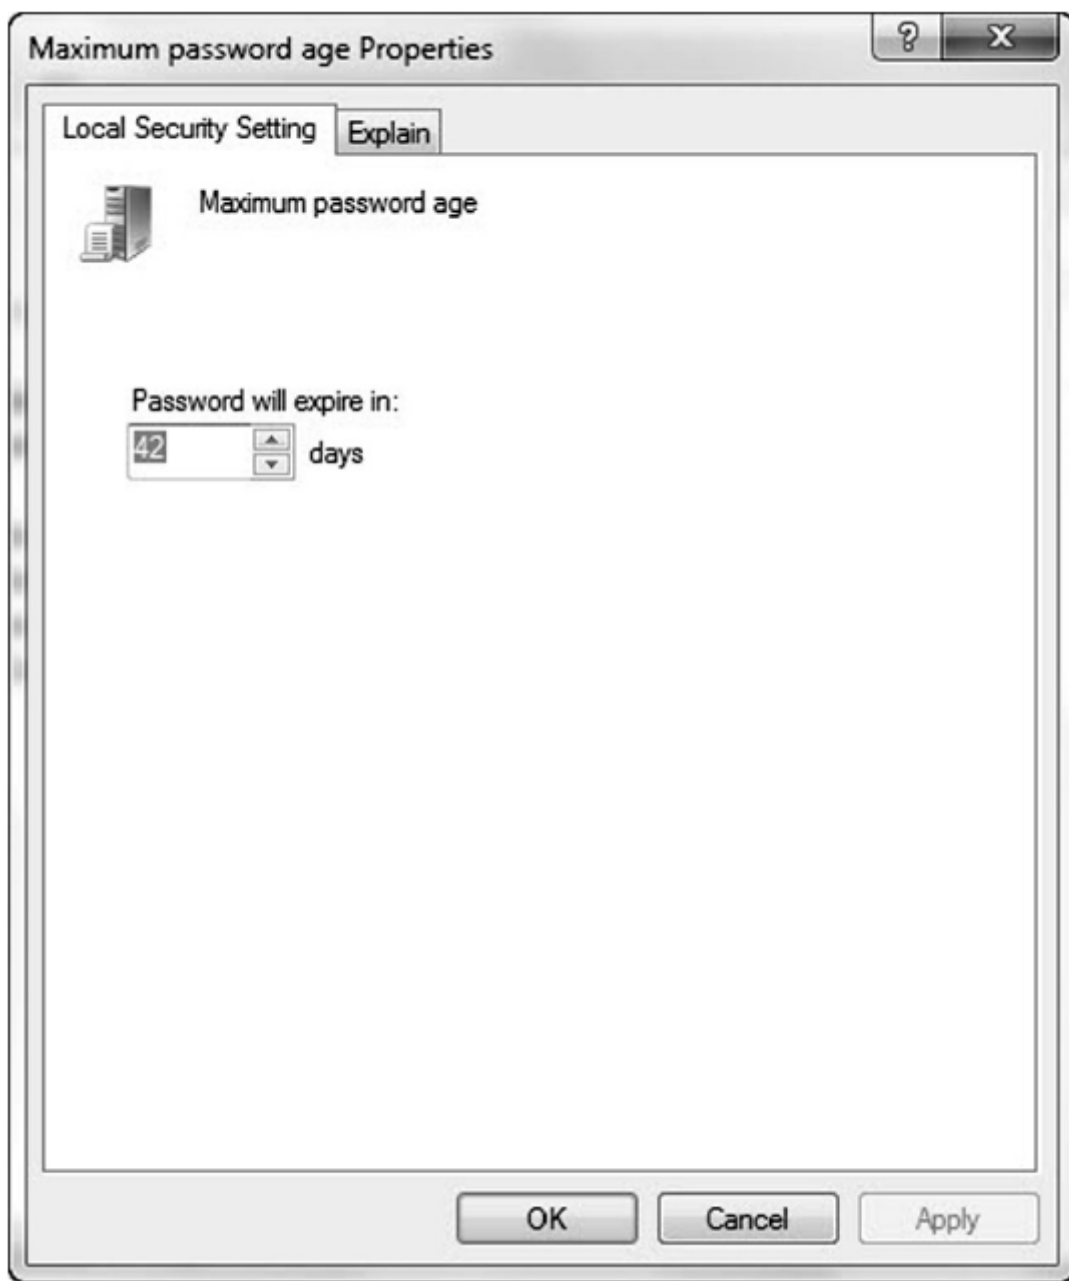 Maximum password age Properties
Local Security Setting
Explain
Maximum password age
Password will expire in:
42
days
OK
Cancel
Apply